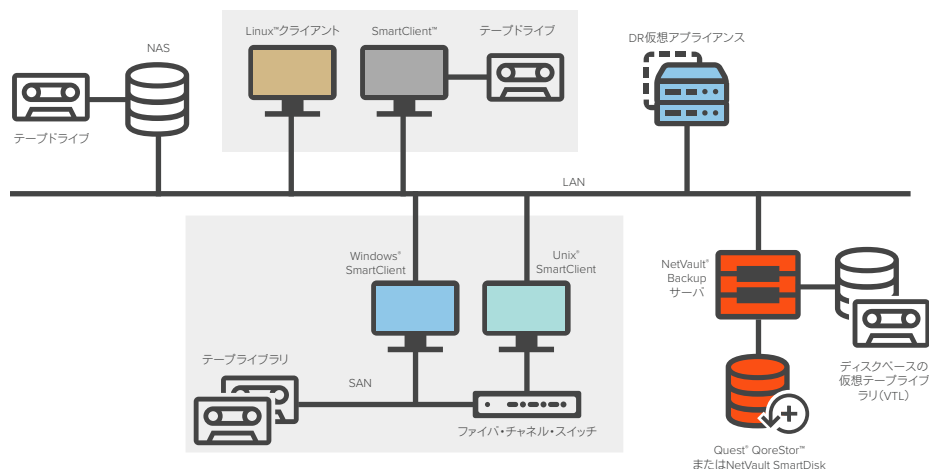 Linux™クライアント
SmartClient™
テープドライブ
DR仮想アプライアンス
NAS
テープドライブ
LAN
Windows®
SmartClient
Unix®
SmartClient
NetVault®
Backup
サーバ
テープライブラリ
SAN
ファイバ・チャネル・スイッチ
ディスクベースの
仮想テープライブ
ラリ(VTL)
Quest® QoreStor™
またはNetVault SmartDisk